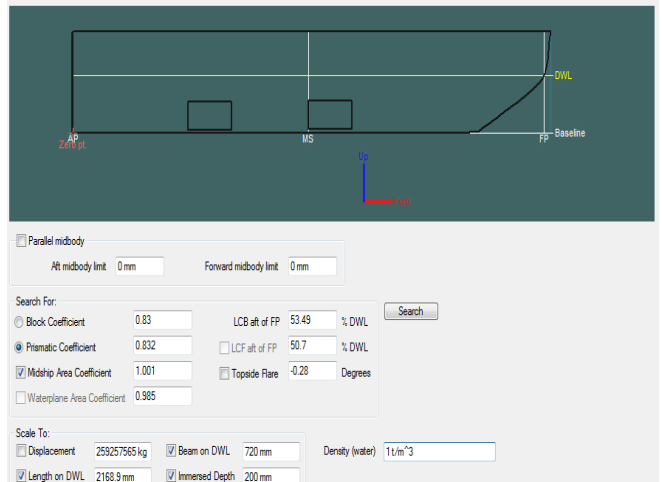 DWL
Baseline
AP
MS
FP
Zero pt.
Up
Parallel midbody
Aft midbody limit 0 mm Forward midbody limit 0 mm
Search For:
Block Coefficient 0.83 LCB aft of FP 53.49 % DWL Search
Prismatic Coefficient 0.832 LCF aft of FP 50.7 % DWL
Midship Area Coefficient 1.001 Topside Flare -0.28 Degrees
Waterplane Area Coefficient 0.985
Scale To:
Displacement 259257565 kg Beam on DWL 720 mm Density (water) 1 t/m^3
Length on DWL 2168.9 mm Immersed Depth 200 mm